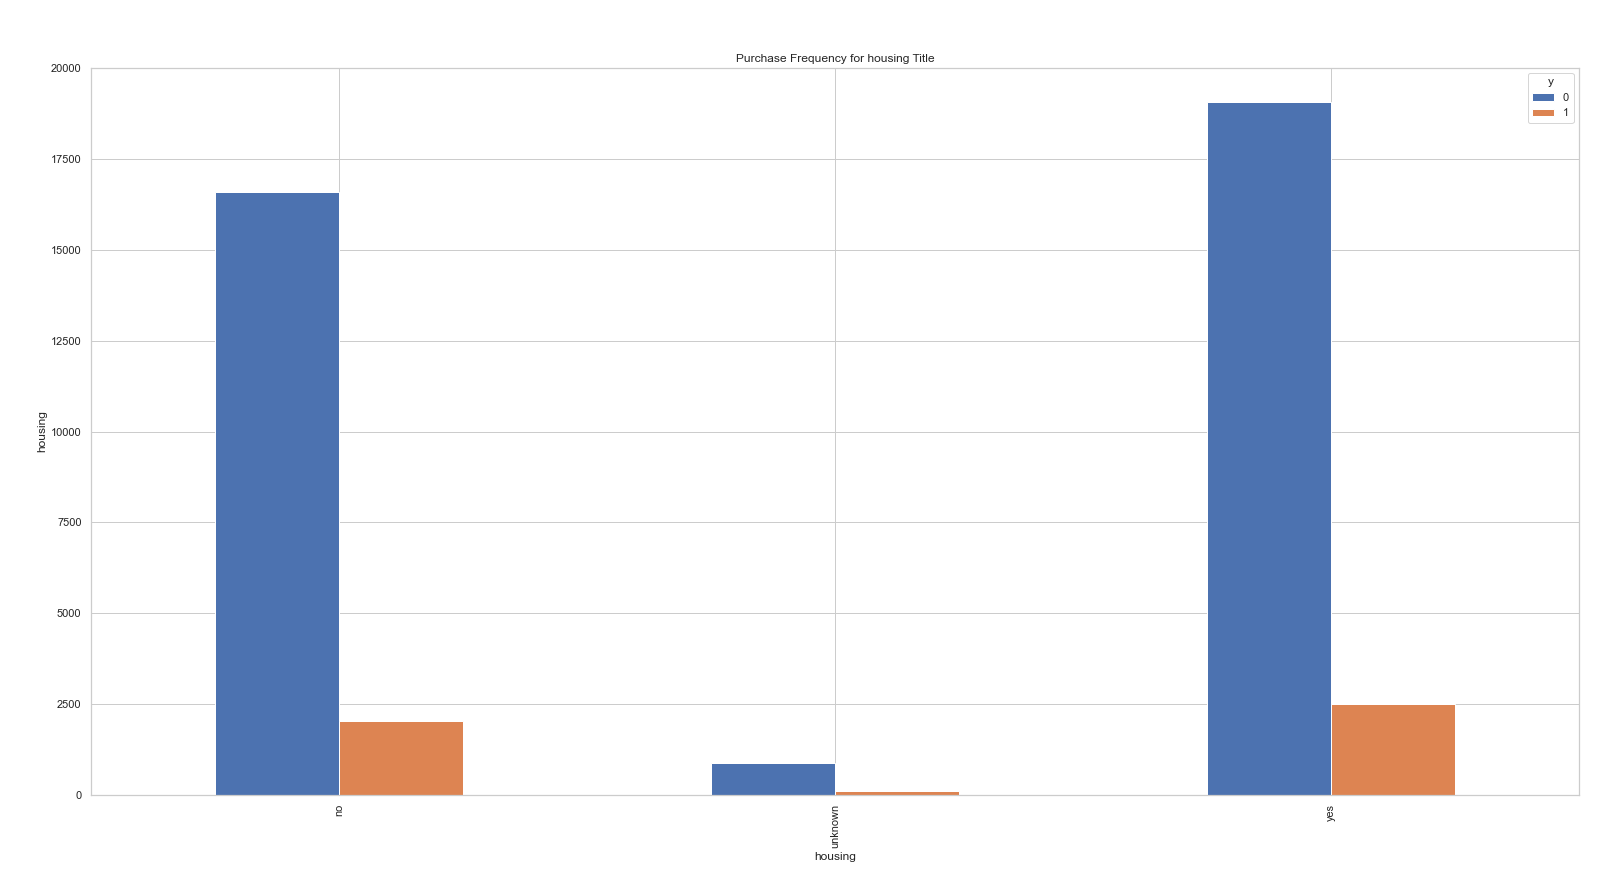 Purchase Frequency for housing Title
20000
17500
15000
12500
10000
7500
5000
2500
0
housing
y
0
1
no
unknown
yes
housing